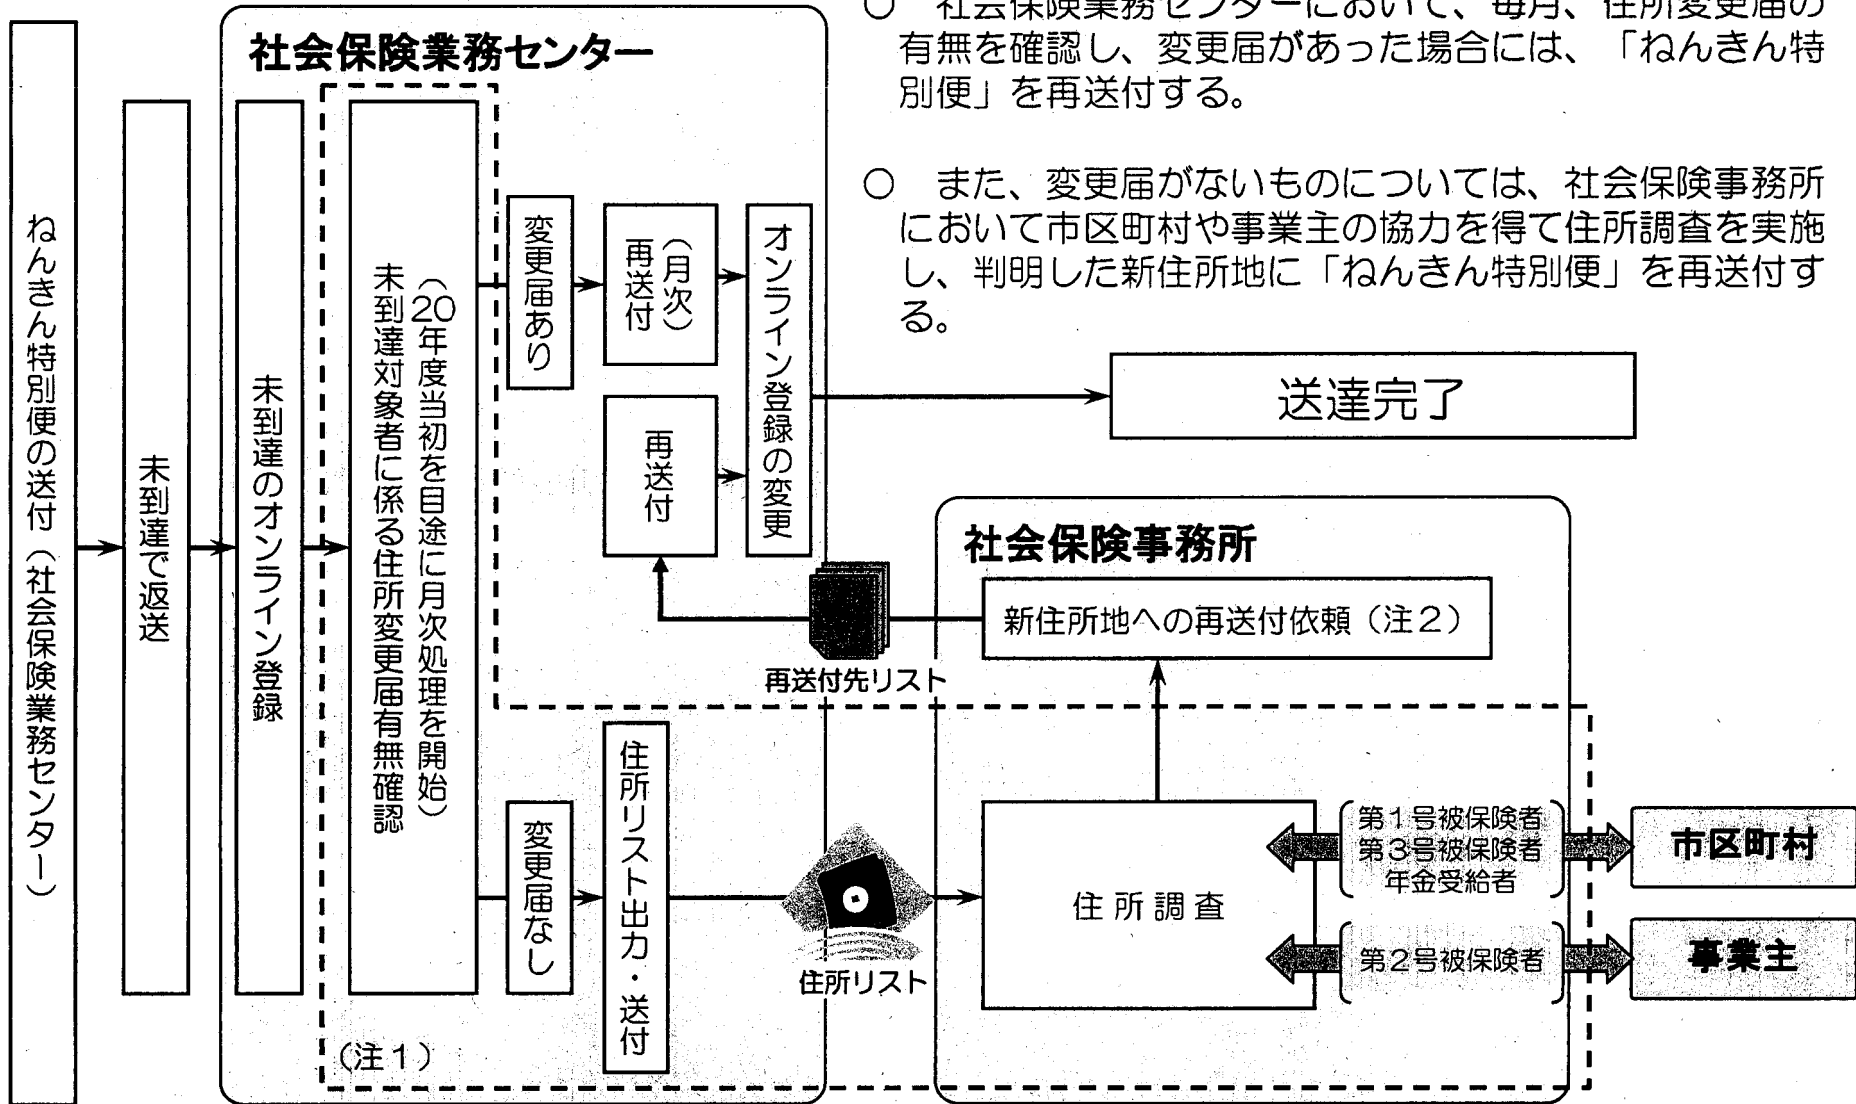 ○　社会保険業務センターにおいて、毎月、住所変更届の
有無を確認し、変更届があった場合には、「ねんきん特
別便」を再送付する。
○　また、変更届がないものについては、社会保険事務所
において市区町村や事業主の協力を得て住所調査を実施
し、判明した新住所地に「ねんきん特別便」を再送付す
る。
ねんきん特別便の送付（社会保険業務センター）
未到達で返送
社会保険業務センター
未到達のオンライン登録
未到達対象者に係る住所変更届有無確認
（20年度当初を目途に月次処理を開始）
変更届あり
再送付
（月次）
オンライン登録の変更
再送付
送達完了
社会保険事務所
新住所地への再送付依頼（注２）
再送付先リスト
変更届なし
住所リスト出力・送付
住所リスト
住所調査
第１号被保険者
第３号被保険者
年金受給者
市区町村
第２号被保険者
事業主
（注１）